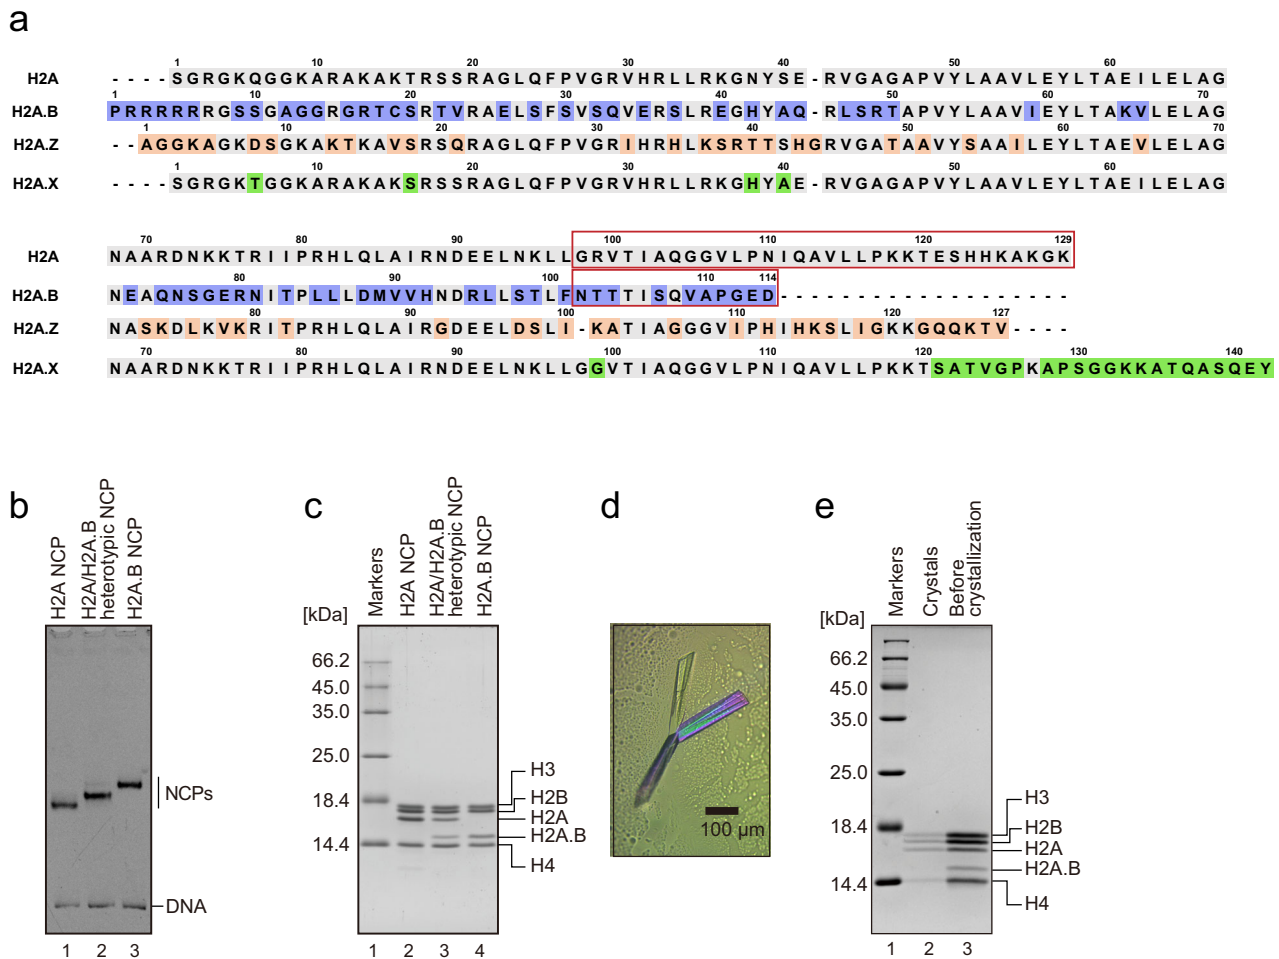 a
1 10 20 30 40 50 60
H2A - - - - S G R G K Q G G K A R A K A K T R S S R A G L Q F P V G R V H R L L R K G N Y S E - R V G A G A P V Y L A A V L E Y L T A E I L E L A G
1 10 20 30 40 50 60 70
H2A.B P R R R R R R G S S G A G G R G R T C S R T V R A E L S F S V S Q V E R S L R E G H Y A Q - R L S R T A P V Y L A A V I E Y L T A K V L E L A G
1 10 20 30 40 50 60 70
H2A.Z - - A G G K A G K D S G K A K T K A V S R S Q R A G L Q F P V G R I H R H L K S R T T S H G R V G A T A A V Y S A A I L E Y L T A E V L E L A G
1 10 20 30 40 50 60
H2A.X - - - - S G R G K T G G K A R A K A K S R S S R A G L Q F P V G R V H R L L R K G H Y A E - R V G A G A P V Y L A A V L E Y L T A E I L E L A G
70 80 90 100 110 120 129
H2A N A A R D N K K T R I I P R H L Q L A I R N D E E L N K L L G R V T I A Q G G V L P N I Q A V L L P K K T E S H H K A K G K
80 90 100 110 114
H2A.B N E A Q N S G E R N I T P L L L D M V V H N D R L L S T L F N T T T I S Q V A P G E D - - - - - - - - - - - - - - - - - - -
80 90 100 110 120 127
H2A.Z N A S K D L K V K R I T P R H L Q L A I R G D E E L D S L I - K A T I A G G G V I P H I H K S L I G K K G Q Q K T V - - - -
70 80 90 100 110 120 130 140
H2A.X N A A R D N K K T R I I P R H L Q L A I R N D E E L N K L L G G V T I A Q G G V L P N I Q A V L L P K K T S A T V G P K A P S G G K K A T Q A S Q E Y
b
H2A NCP
H2A/H2A.B
heterotypic NCP
H2A.B NCP
NCPs
DNA
1 2 3
c
[kDa]
Markers
H2A NCP
H2A/H2A.B
heterotypic NCP
H2A.B NCP
66.2
45.0
35.0
25.0
18.4
14.4
H3
H2B
H2A
H2A.B
H4
1 2 3 4
d
100 μm
e
[kDa]
Markers
Crystals
Before
crystallization
66.2
45.0
35.0
25.0
18.4
14.4
H3
H2B
H2A
H2A.B
H4
1 2 3